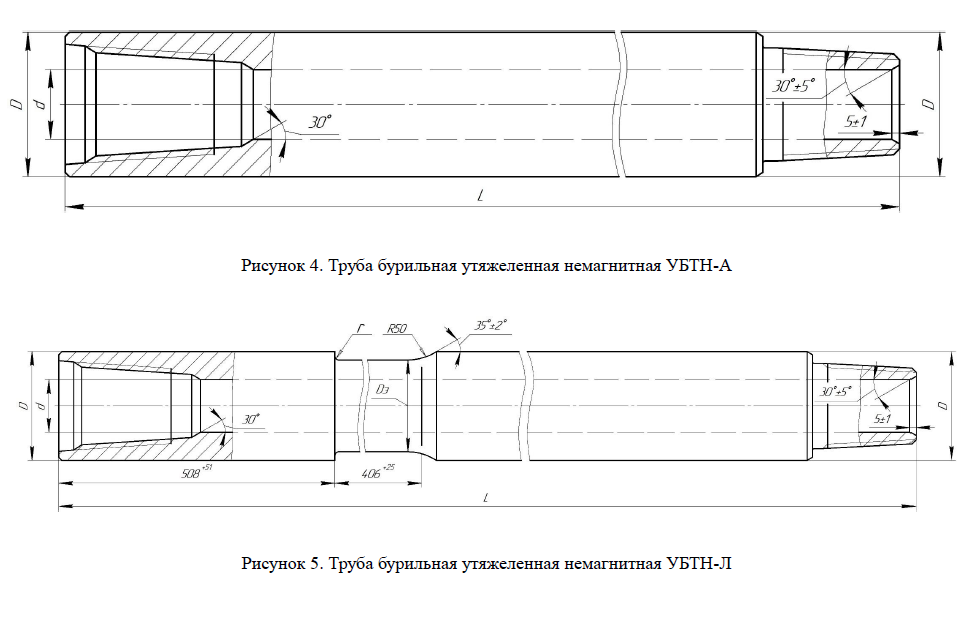 D
d
30°
30°±5°
5±1
D
L
Рисунок 4. Труба бурильная утяжеленная немагнитная УБТН-А
r
R50
35°±2°
D
d
30°
Dэ
30°±5°
5±1
D
508⁺⁵¹
406⁺²⁵
L
Рисунок 5. Труба бурильная утяжеленная немагнитная УБТН-Л